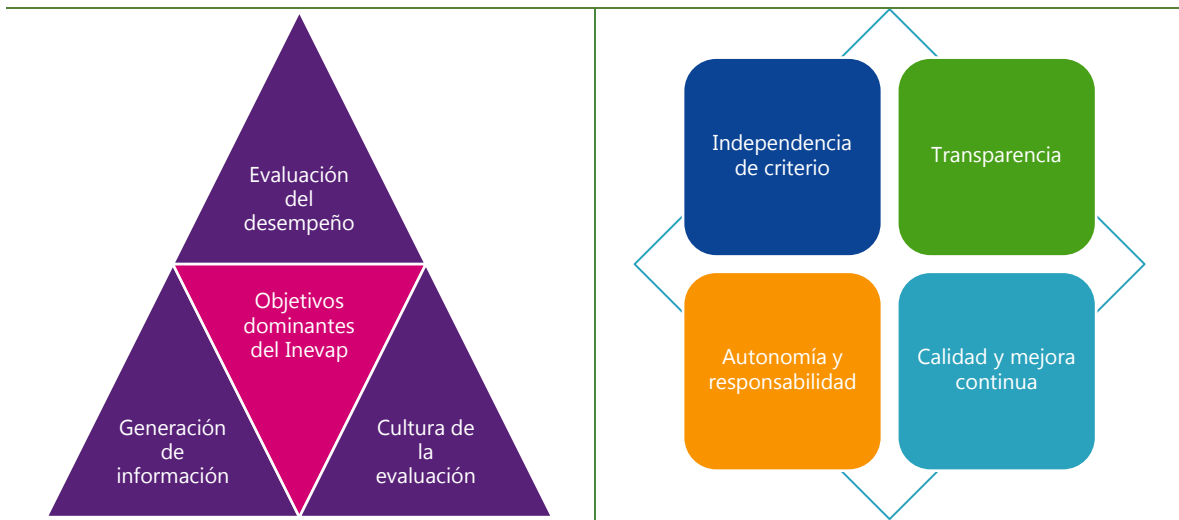 Evaluación
del
desempeño
Objetivos
dominantes
del Inevap
Generación
de
información
Cultura de
la
evaluación
Independencia
de criterio
Transparencia
Autonomía y
responsabilidad
Calidad y mejora
continua